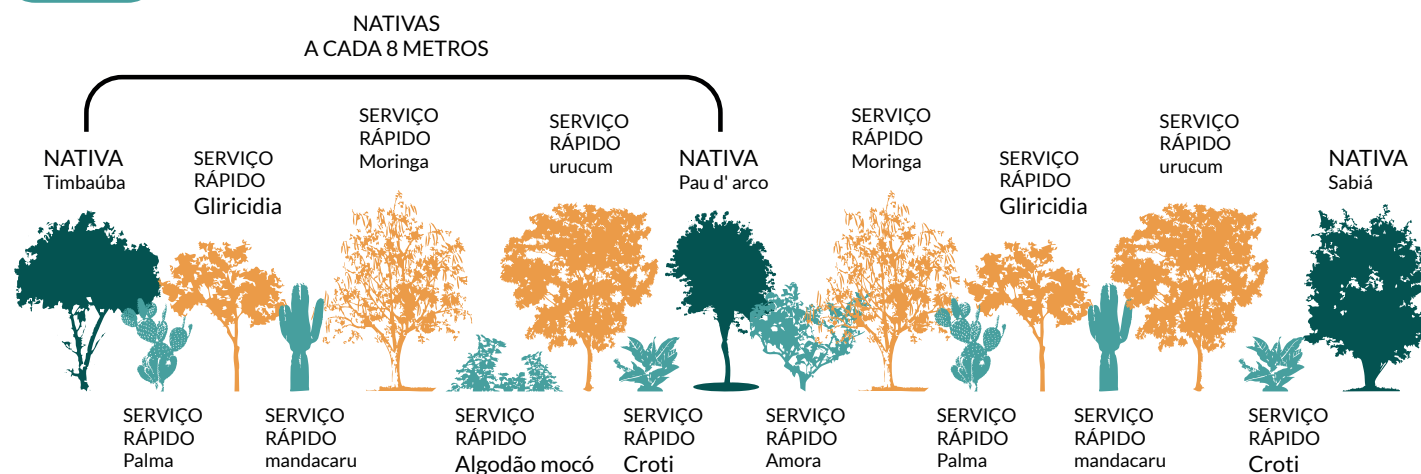 NATIVAS
A CADA 8 METROS
NATIVA
Timbaúba
SERVIÇO
RÁPIDO
Gliricidia
SERVIÇO
RÁPIDO
Moringa
SERVIÇO
RÁPIDO
urucum
NATIVA
Pau d' arco
SERVIÇO
RÁPIDO
Moringa
SERVIÇO
RÁPIDO
Gliricidia
SERVIÇO
RÁPIDO
urucum
NATIVA
Sabiá
SERVIÇO
RÁPIDO
Palma
SERVIÇO
RÁPIDO
mandacaru
SERVIÇO
RÁPIDO
Algodão mocó
SERVIÇO
RÁPIDO
Croti
SERVIÇO
RÁPIDO
Amora
SERVIÇO
RÁPIDO
Palma
SERVIÇO
RÁPIDO
mandacaru
SERVIÇO
RÁPIDO
Croti